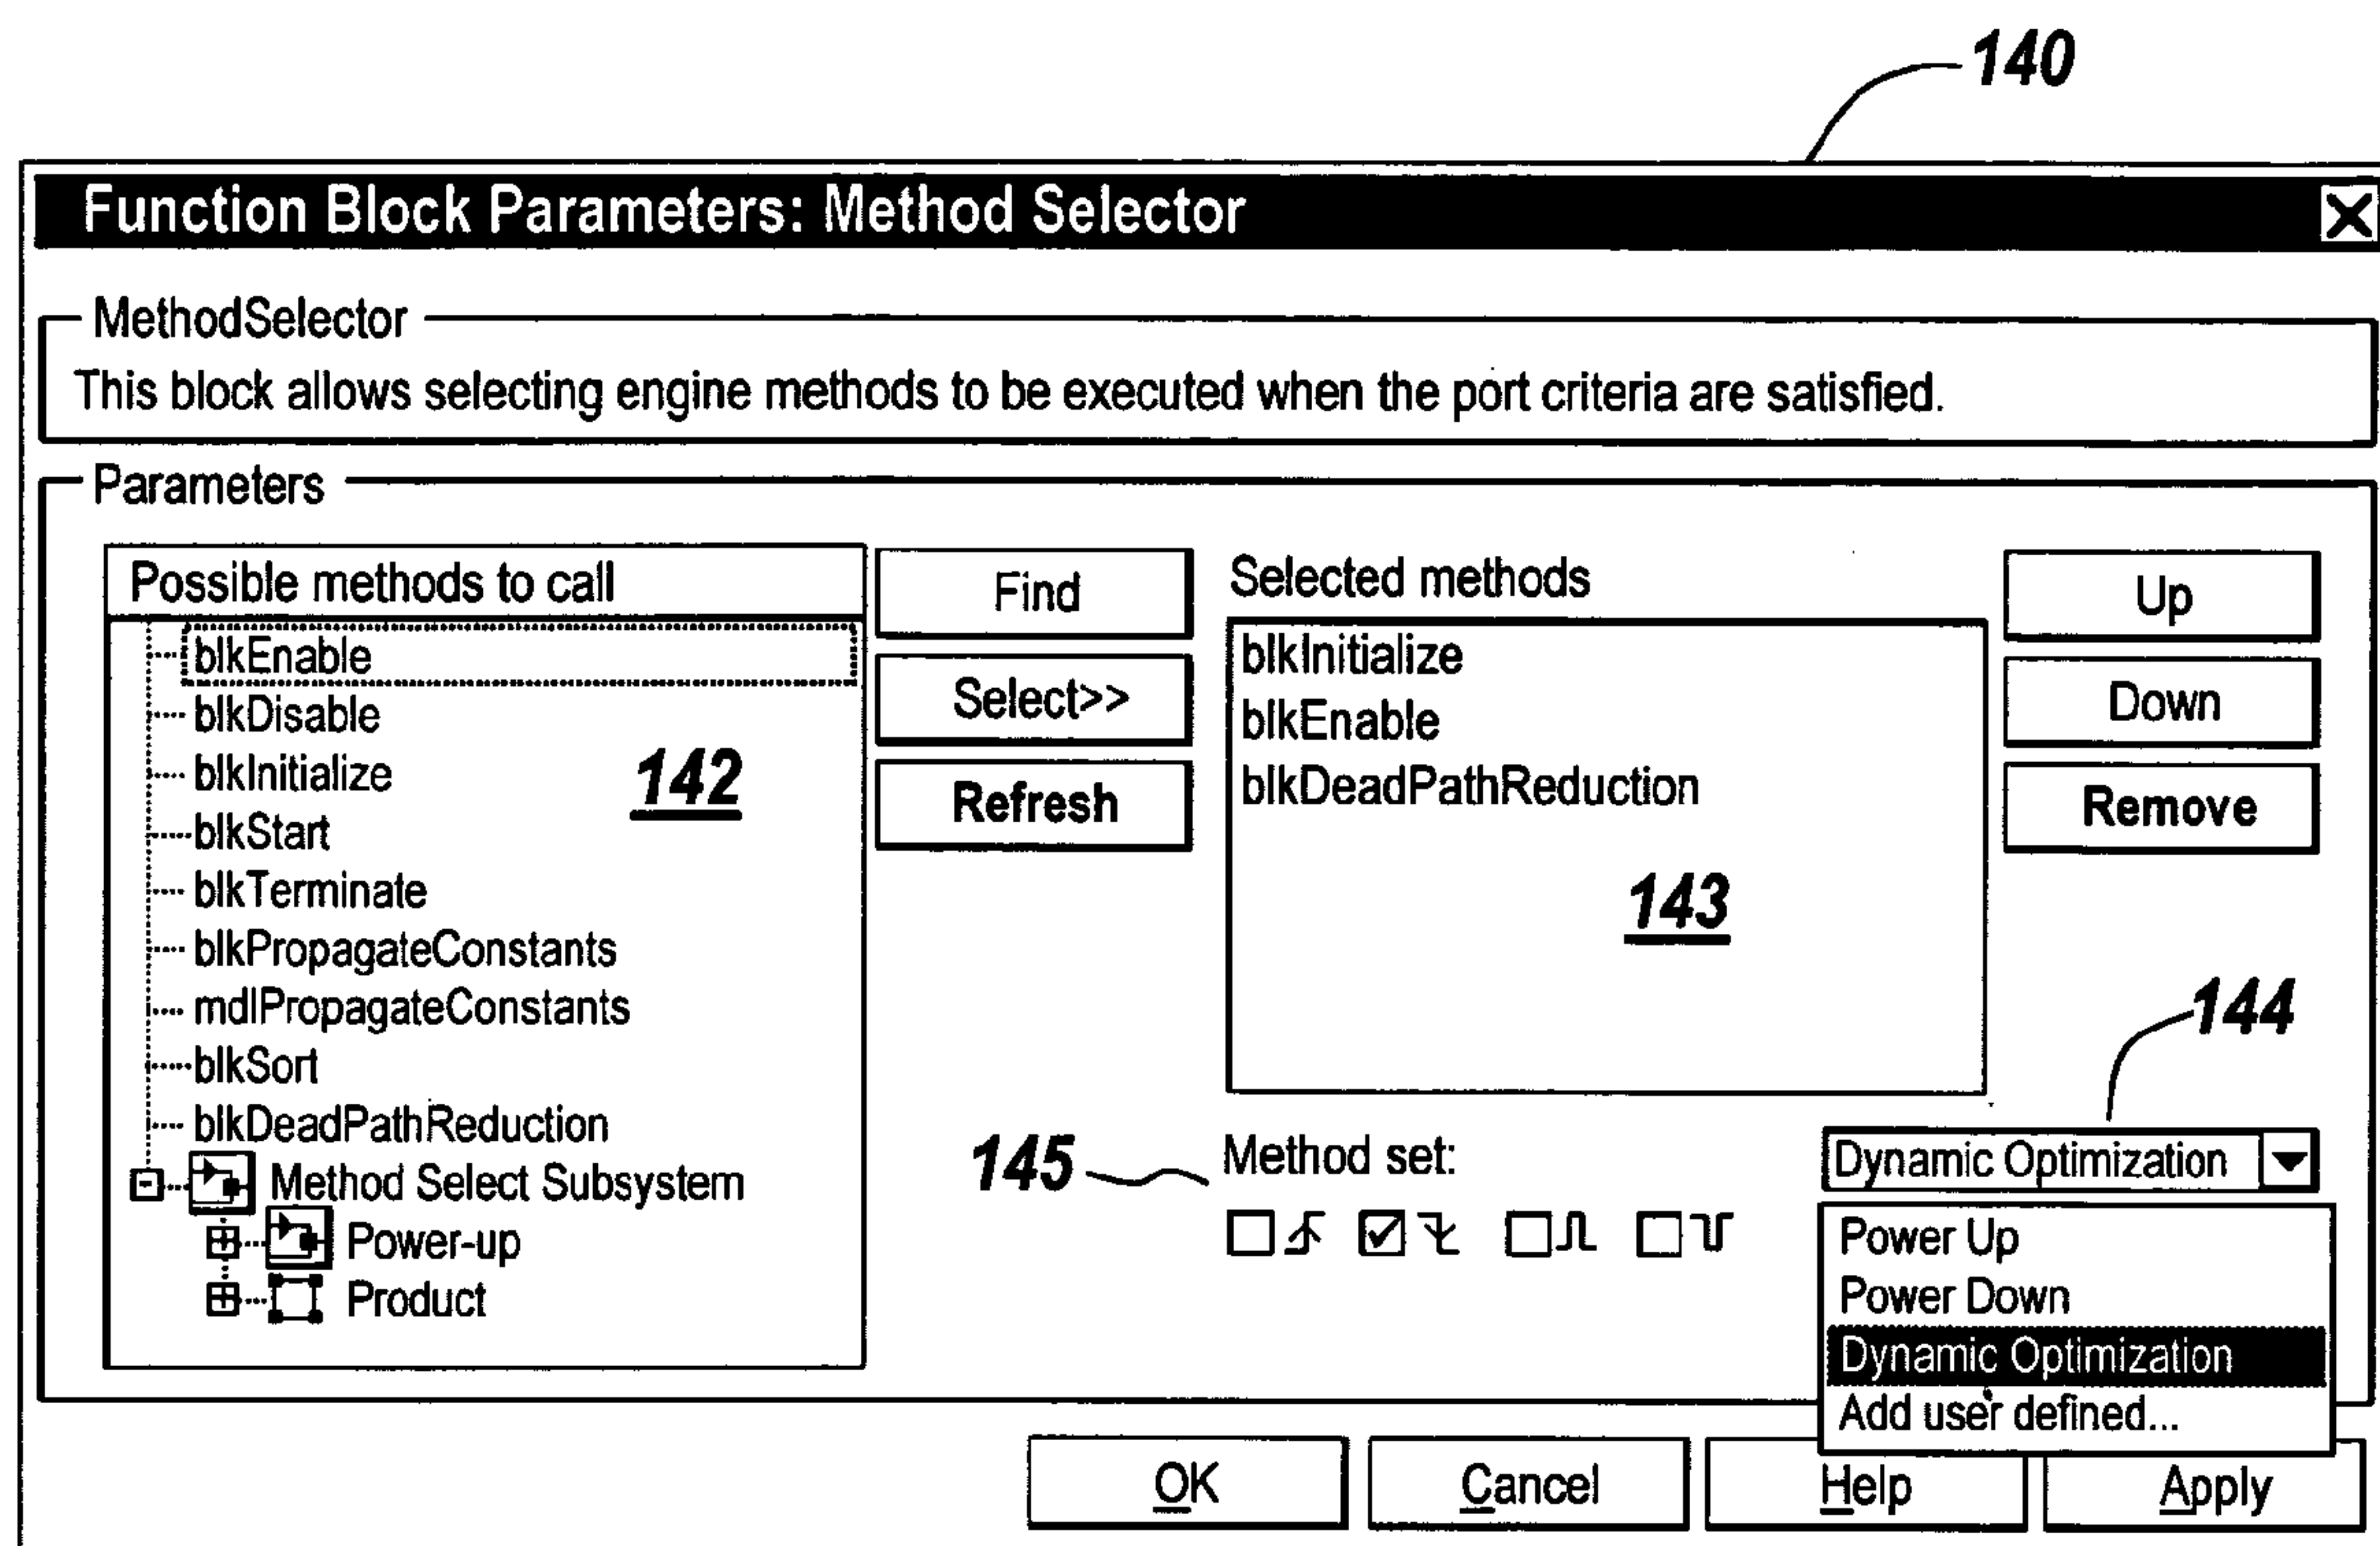 140
Function Block Parameters: Method Selector
MethodSelector
This block allows selecting engine methods to be executed when the port criteria are satisfied.
Parameters
Possible methods to call
blkEnable
blkDisable
blkInitialize
blkStart
blkTerminate
blkPropagateConstants
mdlPropagateConstants
blkSort
blkDeadPathReduction
Method Select Subsystem
Power-up
Product
142
Find
Select>>
Refresh
Selected methods
blkInitialize
blkEnable
blkDeadPathReduction
143
Up
Down
Remove
144
145
Method set:
Dynamic Optimization
Power Up
Power Down
Dynamic Optimization
Add user defined...
OK
Cancel
Help
Apply